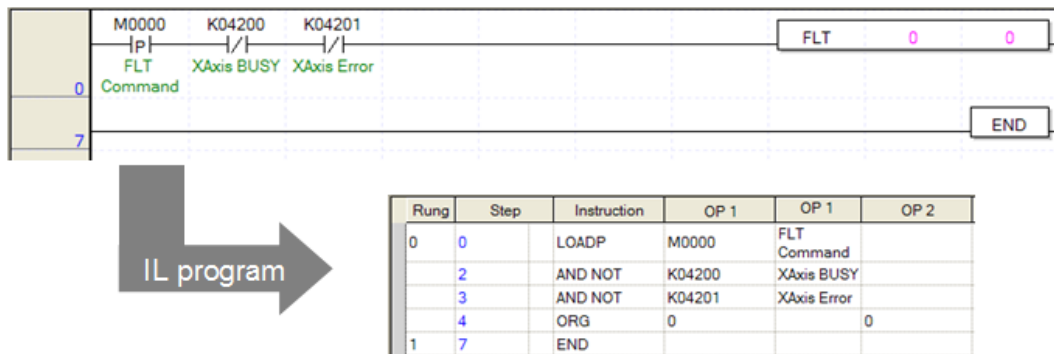 M0000 K04200 K04201
P / /
FLT 0 0
FLT Command XAxis BUSY XAxis Error
0
END
7
IL program
Rung Step Instruction OP 1 OP 1 OP 2
0 0 LOADP M0000 FLT Command
2 AND NOT K04200 XAxis BUSY
3 AND NOT K04201 XAxis Error
4 ORG 0 0
1 7 END